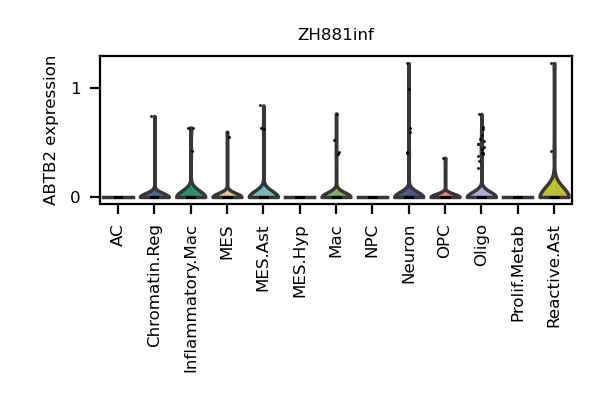 ZH881inf
ABTB2 expression
1
0
AC
Chromatin.Reg
Inflammatory.Mac
MES
MES.Ast
MES.Hyp
Mac
NPC
Neuron
OPC
Oligo
Prolif.Metab
Reactive.Ast